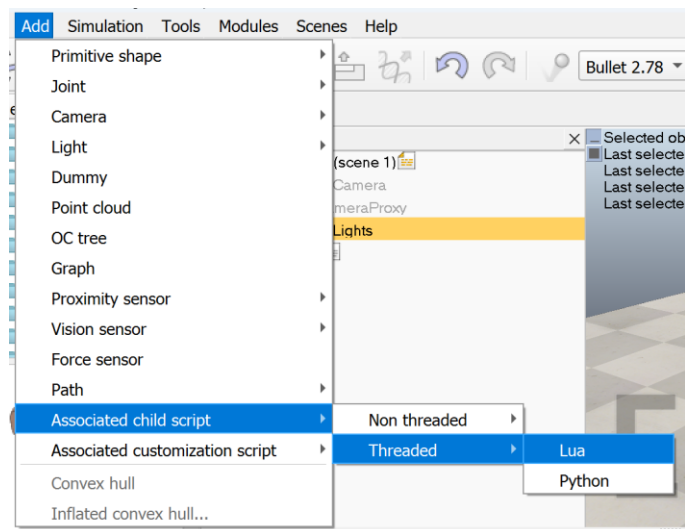 Add Simulation Tools Modules Scenes Help
Primitive shape
Joint
Camera
Light
Dummy
Point cloud
OC tree
Graph
Proximity sensor
Vision sensor
Force sensor
Path
Associated child script
Associated customization script
Convex hull
Inflated convex hull...
Non threaded
Threaded
Lua
Python
Bullet 2.78
(scene 1)
Camera
meraProxy
Lights
Selected ob
Last selecte
Last selecte
Last selecte
Last selecte